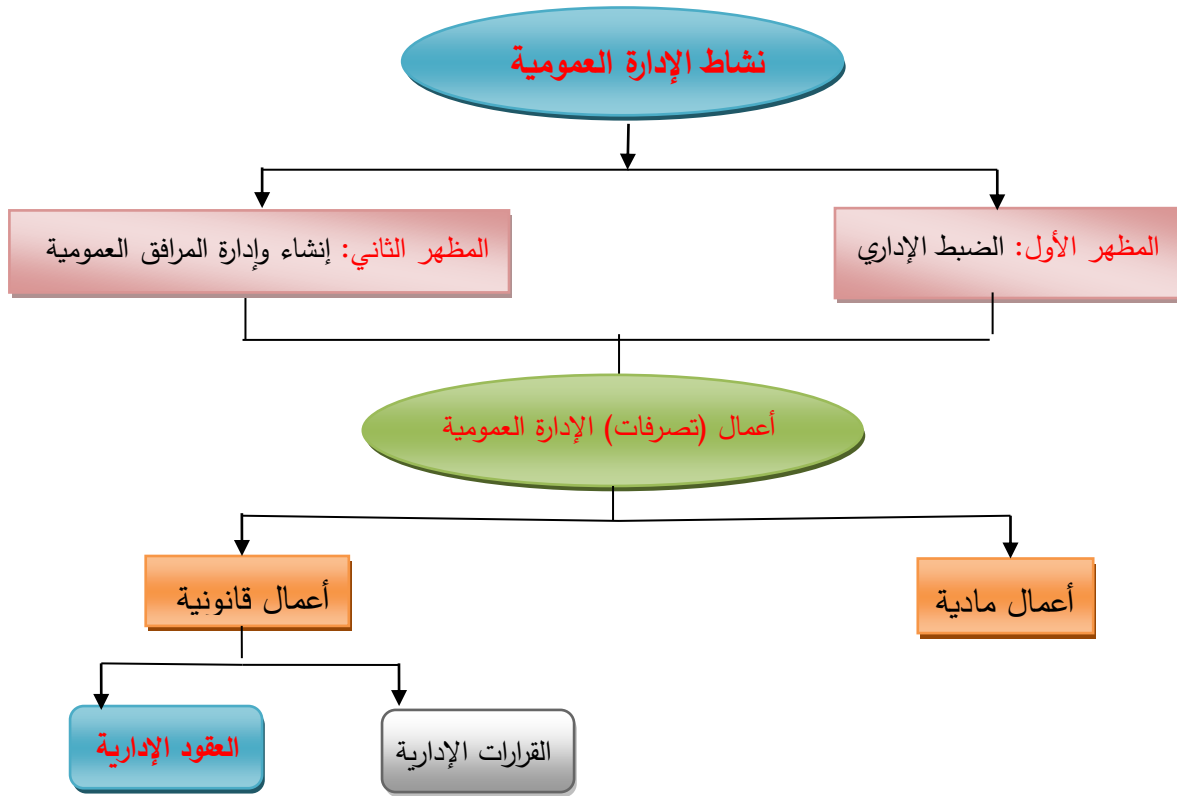 نشاط الإدارة العمومية
المظهر الأول: الضبط الإداري
المظهر الثاني: إنشاء وإدارة المرافق العمومية
أعمال (تصرفات) الإدارة العمومية
أعمال مادية
أعمال قانونية
القرارات الإدارية
العقود الإدارية